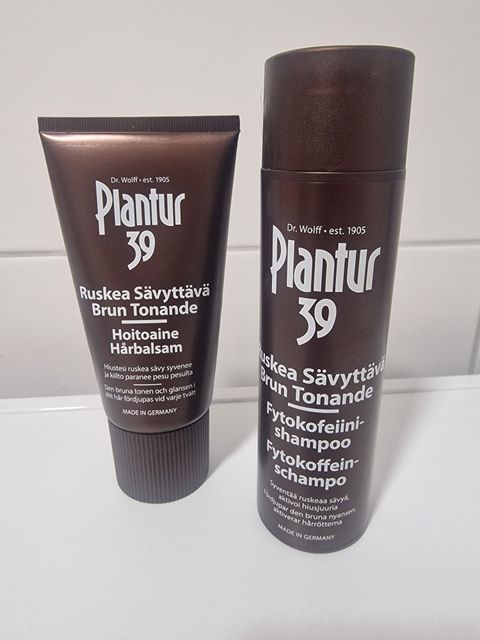 Dr. Wolff • est. 1905
Plantur
39
Ruskea Sävyttävä
Brun Tonande
Hoitoaine
Hårbalsam
Hiustesi ruskea sävy syvenee
ja kiilto paranee pesu pesulta
Den bruna tonen och glansen i
ditt hår fördjupas vid varje tvätt
MADE IN GERMANY
Dr. Wolff • est. 1905
Plantur
39
Ruskea Sävyttävä
Brun Tonande
Fytokofeiini-
shampoo
Fytokoffein-
schampo
Syventää ruskeaa sävyä,
aktivoi hiusjuuria
Fördjupar den bruna nyansen,
aktiverar hårrötterna
MADE IN GERMANY